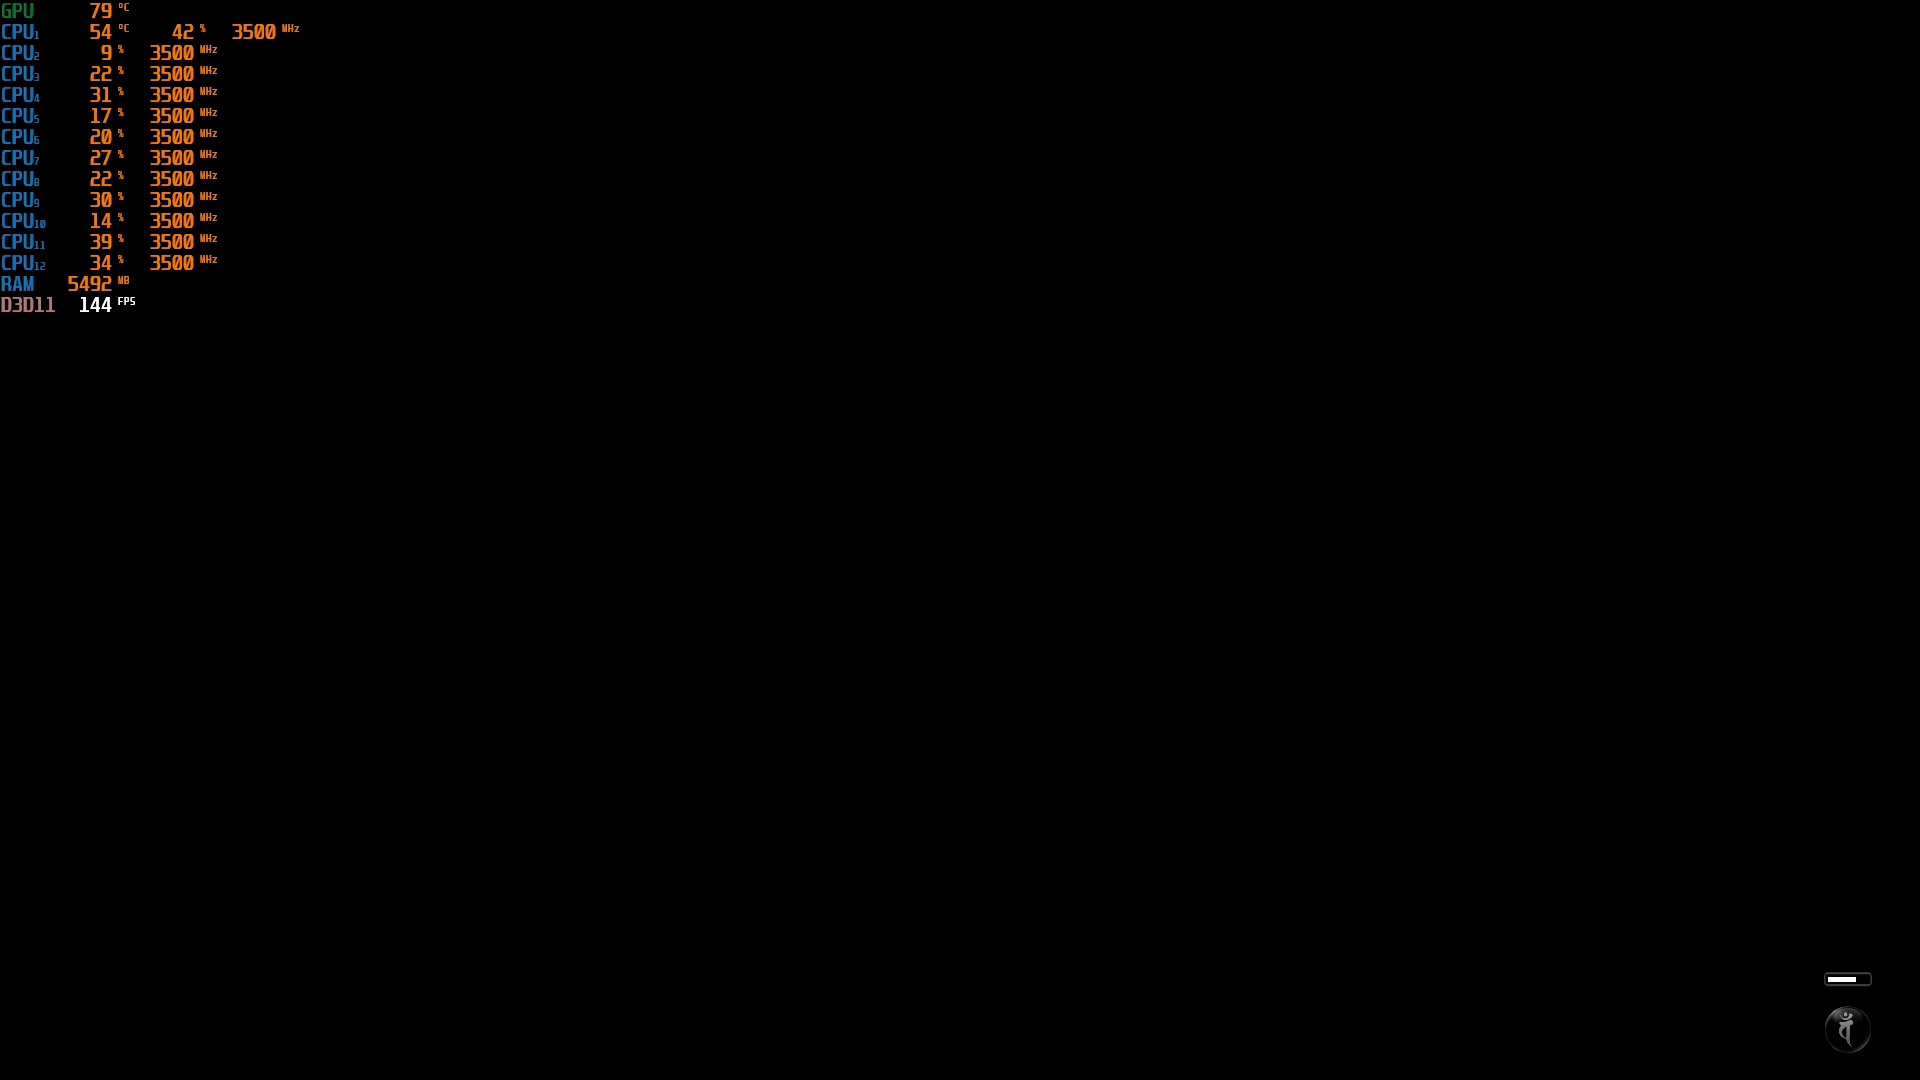 GPU 79 °C
CPU1 54 °C 42 % 3500 MHz
CPU2 9 % 3500 MHz
CPU3 22 % 3500 MHz
CPU4 31 % 3500 MHz
CPU5 17 % 3500 MHz
CPU6 20 % 3500 MHz
CPU7 27 % 3500 MHz
CPU8 22 % 3500 MHz
CPU9 30 % 3500 MHz
CPU10 14 % 3500 MHz
CPU11 39 % 3500 MHz
CPU12 34 % 3500 MHz
RAM 5492 MB
D3D11 144 FPS